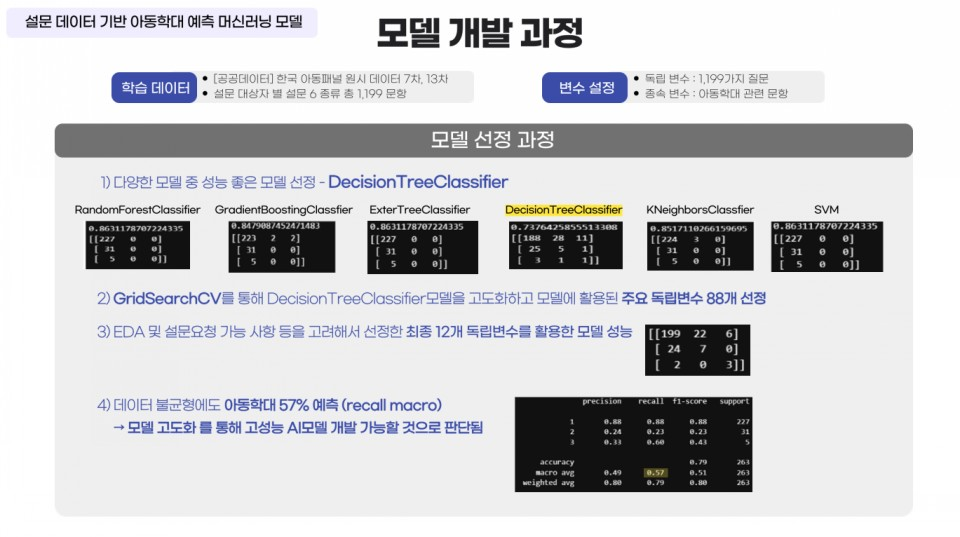 설문 데이터 기반 아동학대 예측 머신러닝 모델
모델 개발 과정
학습 데이터
• [공공데이터] 한국 아동패널 원시 데이터 7차, 13차
• 설문 대상자 별 설문 6 종류 총 1,199 문항
변수 설정
• 독립 변수 : 1,199가지 질문
• 종속 변수 : 아동학대 관련 문항
모델 선정 과정
1) 다양한 모델 중 성능 좋은 모델 선정 - DecisionTreeClassifier
RandomForestClassifier
0.8631178707224335
[[227 0 0]
[ 31 0 0]
[ 5 0 0]]
GradientBoostingClassfier
0.8479087452471483
[[223 2 2]
[ 31 0 0]
[ 5 0 0]]
ExterTreeClassifier
0.8631178707224335
[[227 0 0]
[ 31 0 0]
[ 5 0 0]]
DecisionTreeClassifier
0.7376425855513308
[[188 28 11]
[ 25 5 1]
[ 3 1 1]]
KNeighborsClassfier
0.8517110266159695
[[224 3 0]
[ 31 0 0]
[ 5 0 0]]
SVM
0.8631178707224335
[[227 0 0]
[ 31 0 0]
[ 5 0 0]]
2) GridSearchCV를 통해 DecisionTreeClassifier모델을 고도화하고 모델에 활용된 주요 독립변수 88개 선정
3) EDA 및 설문요청 가능 사항 등을 고려해서 선정한 최종 12개 독립변수를 활용한 모델 성능
[[199 22 6]
[ 24 7 0]
[ 2 0 3]]
4) 데이터 불균형에도 아동학대 57% 예측 (recall macro)
→ 모델 고도화 를 통해 고성능 AI모델 개발 가능할 것으로 판단됨
precision recall f1-score support
1 0.88 0.88 0.88 227
2 0.24 0.23 0.23 31
3 0.33 0.60 0.43 5
accuracy 0.79 263
macro avg 0.49 0.57 0.51 263
weighted avg 0.80 0.79 0.80 263